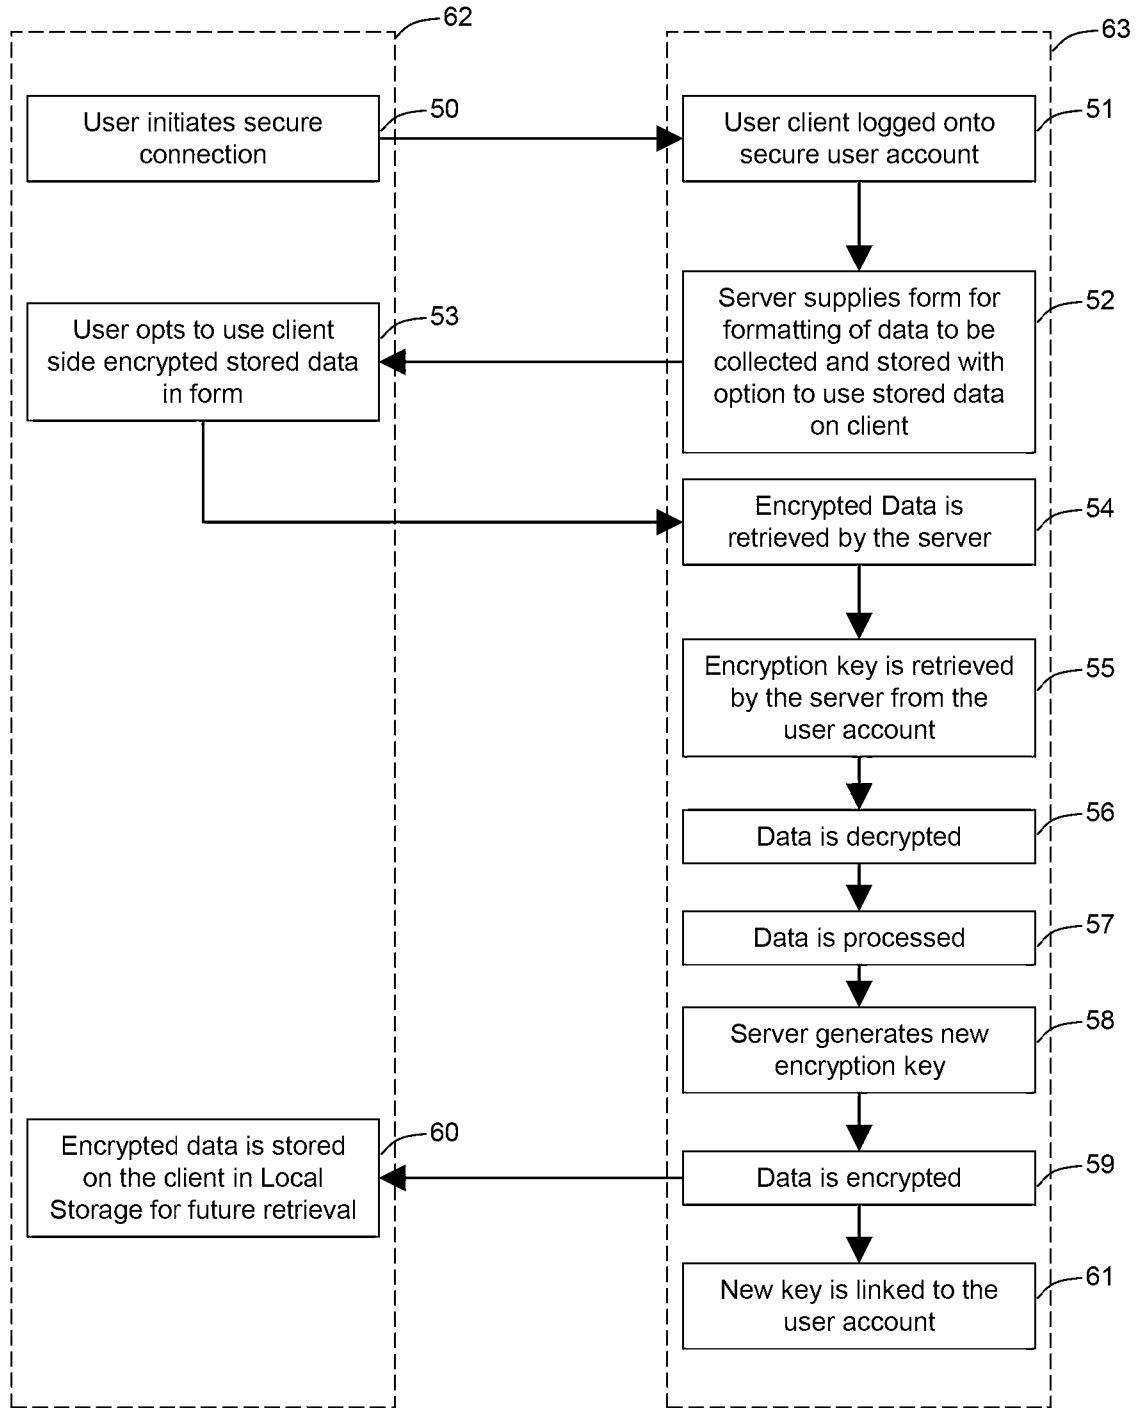 62
63
User initiates secure
connection
50
User client logged onto
secure user account
51
Server supplies form for
formatting of data to be
collected and stored with
option to use stored data
on client
52
User opts to use client
side encrypted stored data
in form
53
Encrypted Data is
retrieved by the server
54
Encryption key is retrieved
by the server from the
user account
55
Data is decrypted
56
Data is processed
57
Server generates new
encryption key
58
Data is encrypted
59
Encrypted data is stored
on the client in Local
Storage for future retrieval
60
New key is linked to the
user account
61